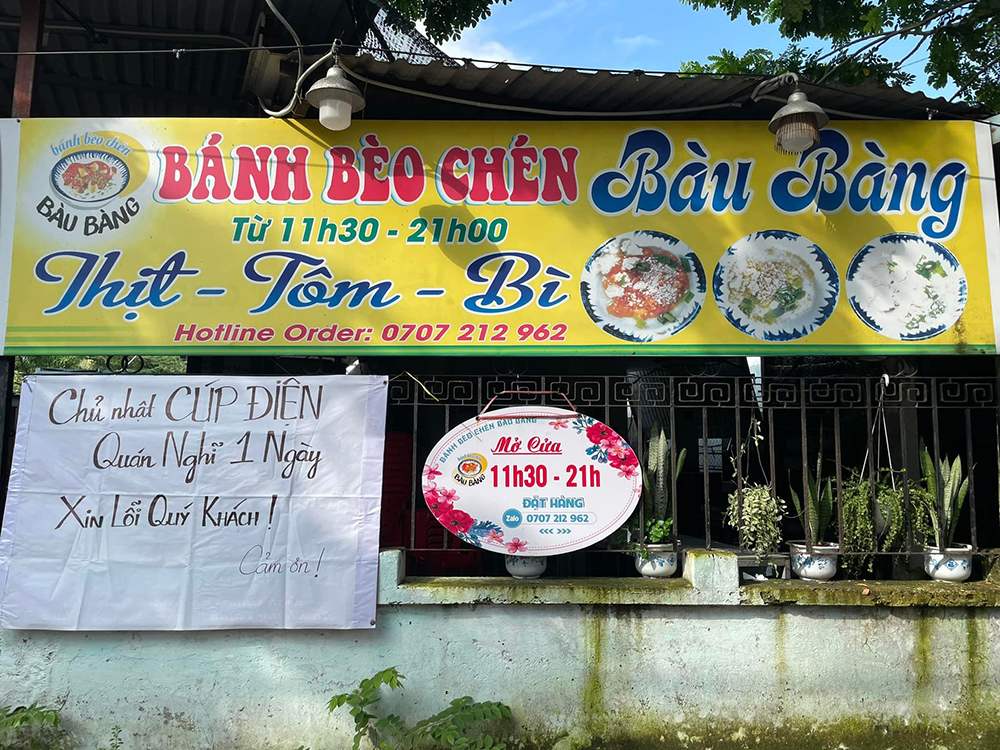 bánh bèo chén
BÀU BÀNG
BÁNH BÈO CHÉN Bàu Bàng
Từ 11h30 - 21h00
Thịt - Tôm - Bì
Hotline Order: 0707 212 962
Chủ nhật CÚP ĐIỆN
Quán Nghĩ 1 Ngày
XIN LỖI QUÝ KHÁCH!
Cảm ơn!
BÁNH BÈO CHÉN BÀU BÀNG
Mở Cửa
BÀU BÀNG
11h30 - 21h
ĐẶT HÀNG
Zalo 0707 212 962
<<< >>>